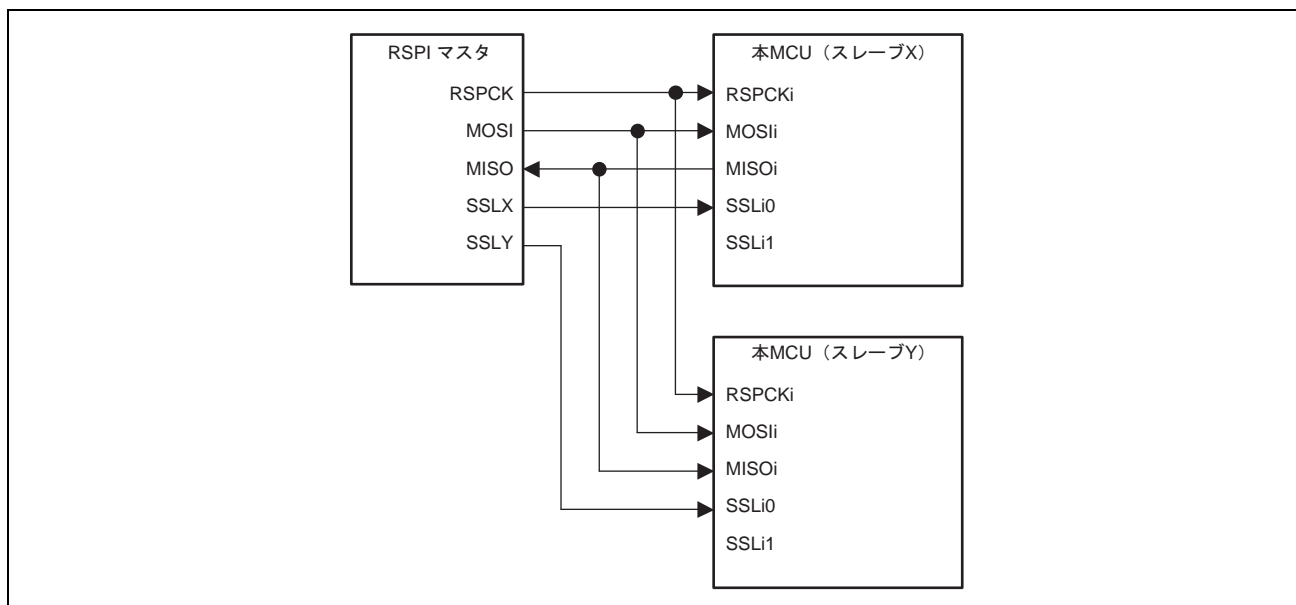 RSPI マスタ
RSPCK
MOSI
MISO
SSLX
SSLY
本MCU（スレーブX）
RSPCKi
MOSIi
MISOi
SSLi0
SSLi1
本MCU（スレーブY）
RSPCKi
MOSIi
MISOi
SSLi0
SSLi1